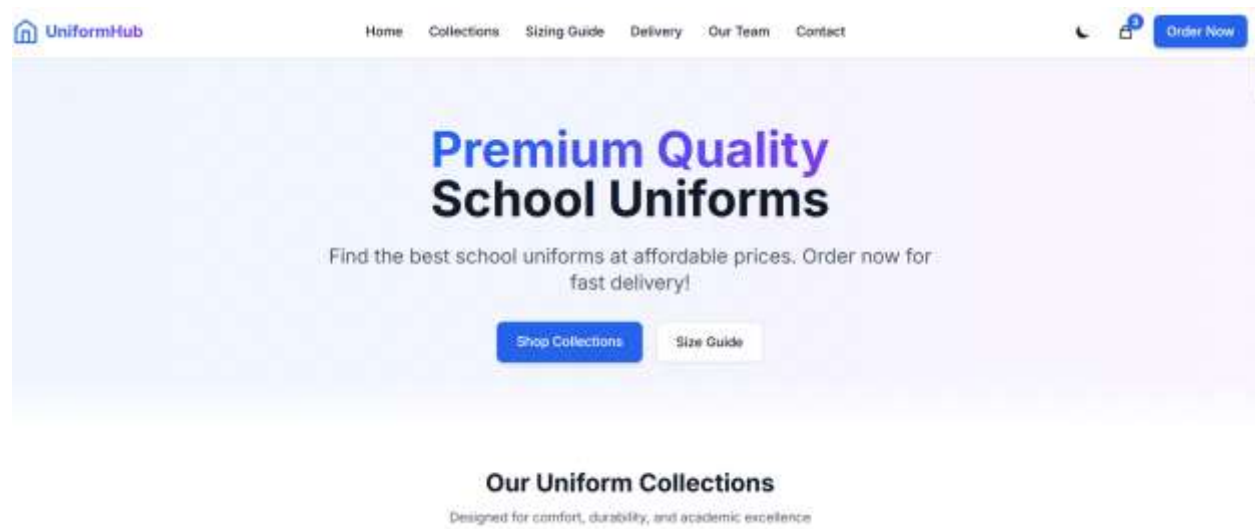 UniformHub
Home Collections Sizing Guide Delivery Our Team Contact
3
Order Now
Premium Quality
School Uniforms
Find the best school uniforms at affordable prices. Order now for
fast delivery!
Shop Collections Size Guide
Our Uniform Collections
Designed for comfort, durability, and academic excellence